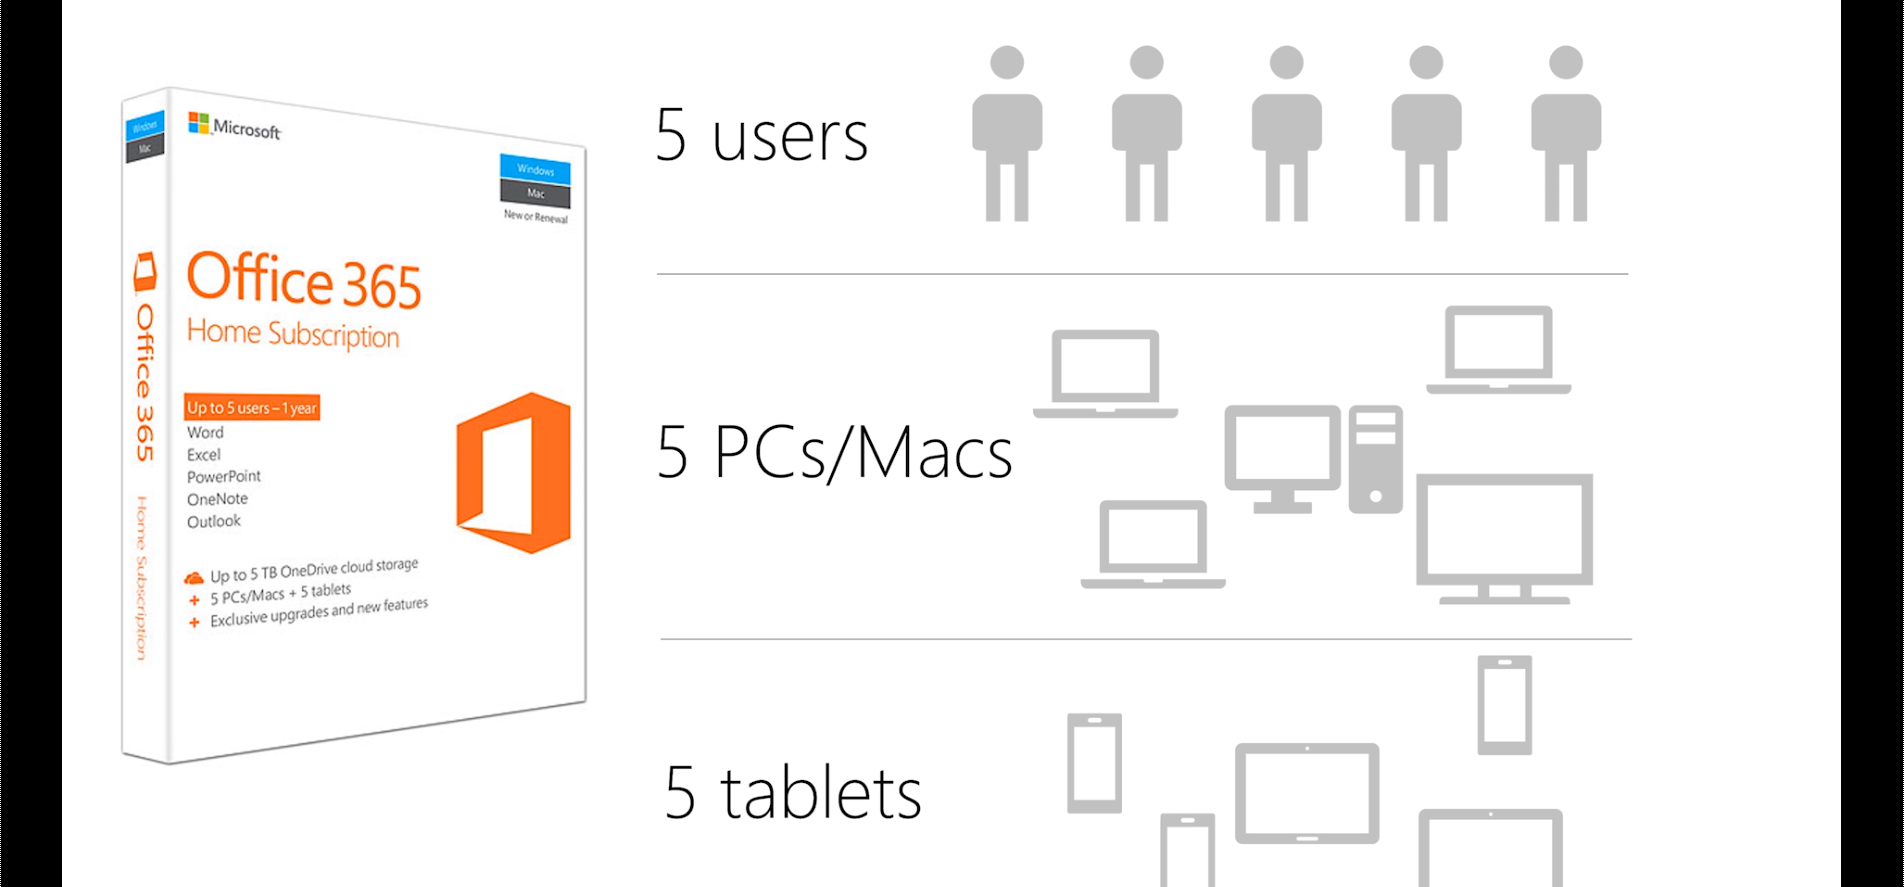 Windows
Mac
Office 365
Home Subscription
Microsoft
Windows
Mac
New or Renewal
Office 365
Home Subscription
Up to 5 users – 1 year
Word
Excel
PowerPoint
OneNote
Outlook
Up to 5 TB OneDrive cloud storage
+ 5 PCs/Macs + 5 tablets
+ Exclusive upgrades and new features
5 users
5 PCs/Macs
5 tablets